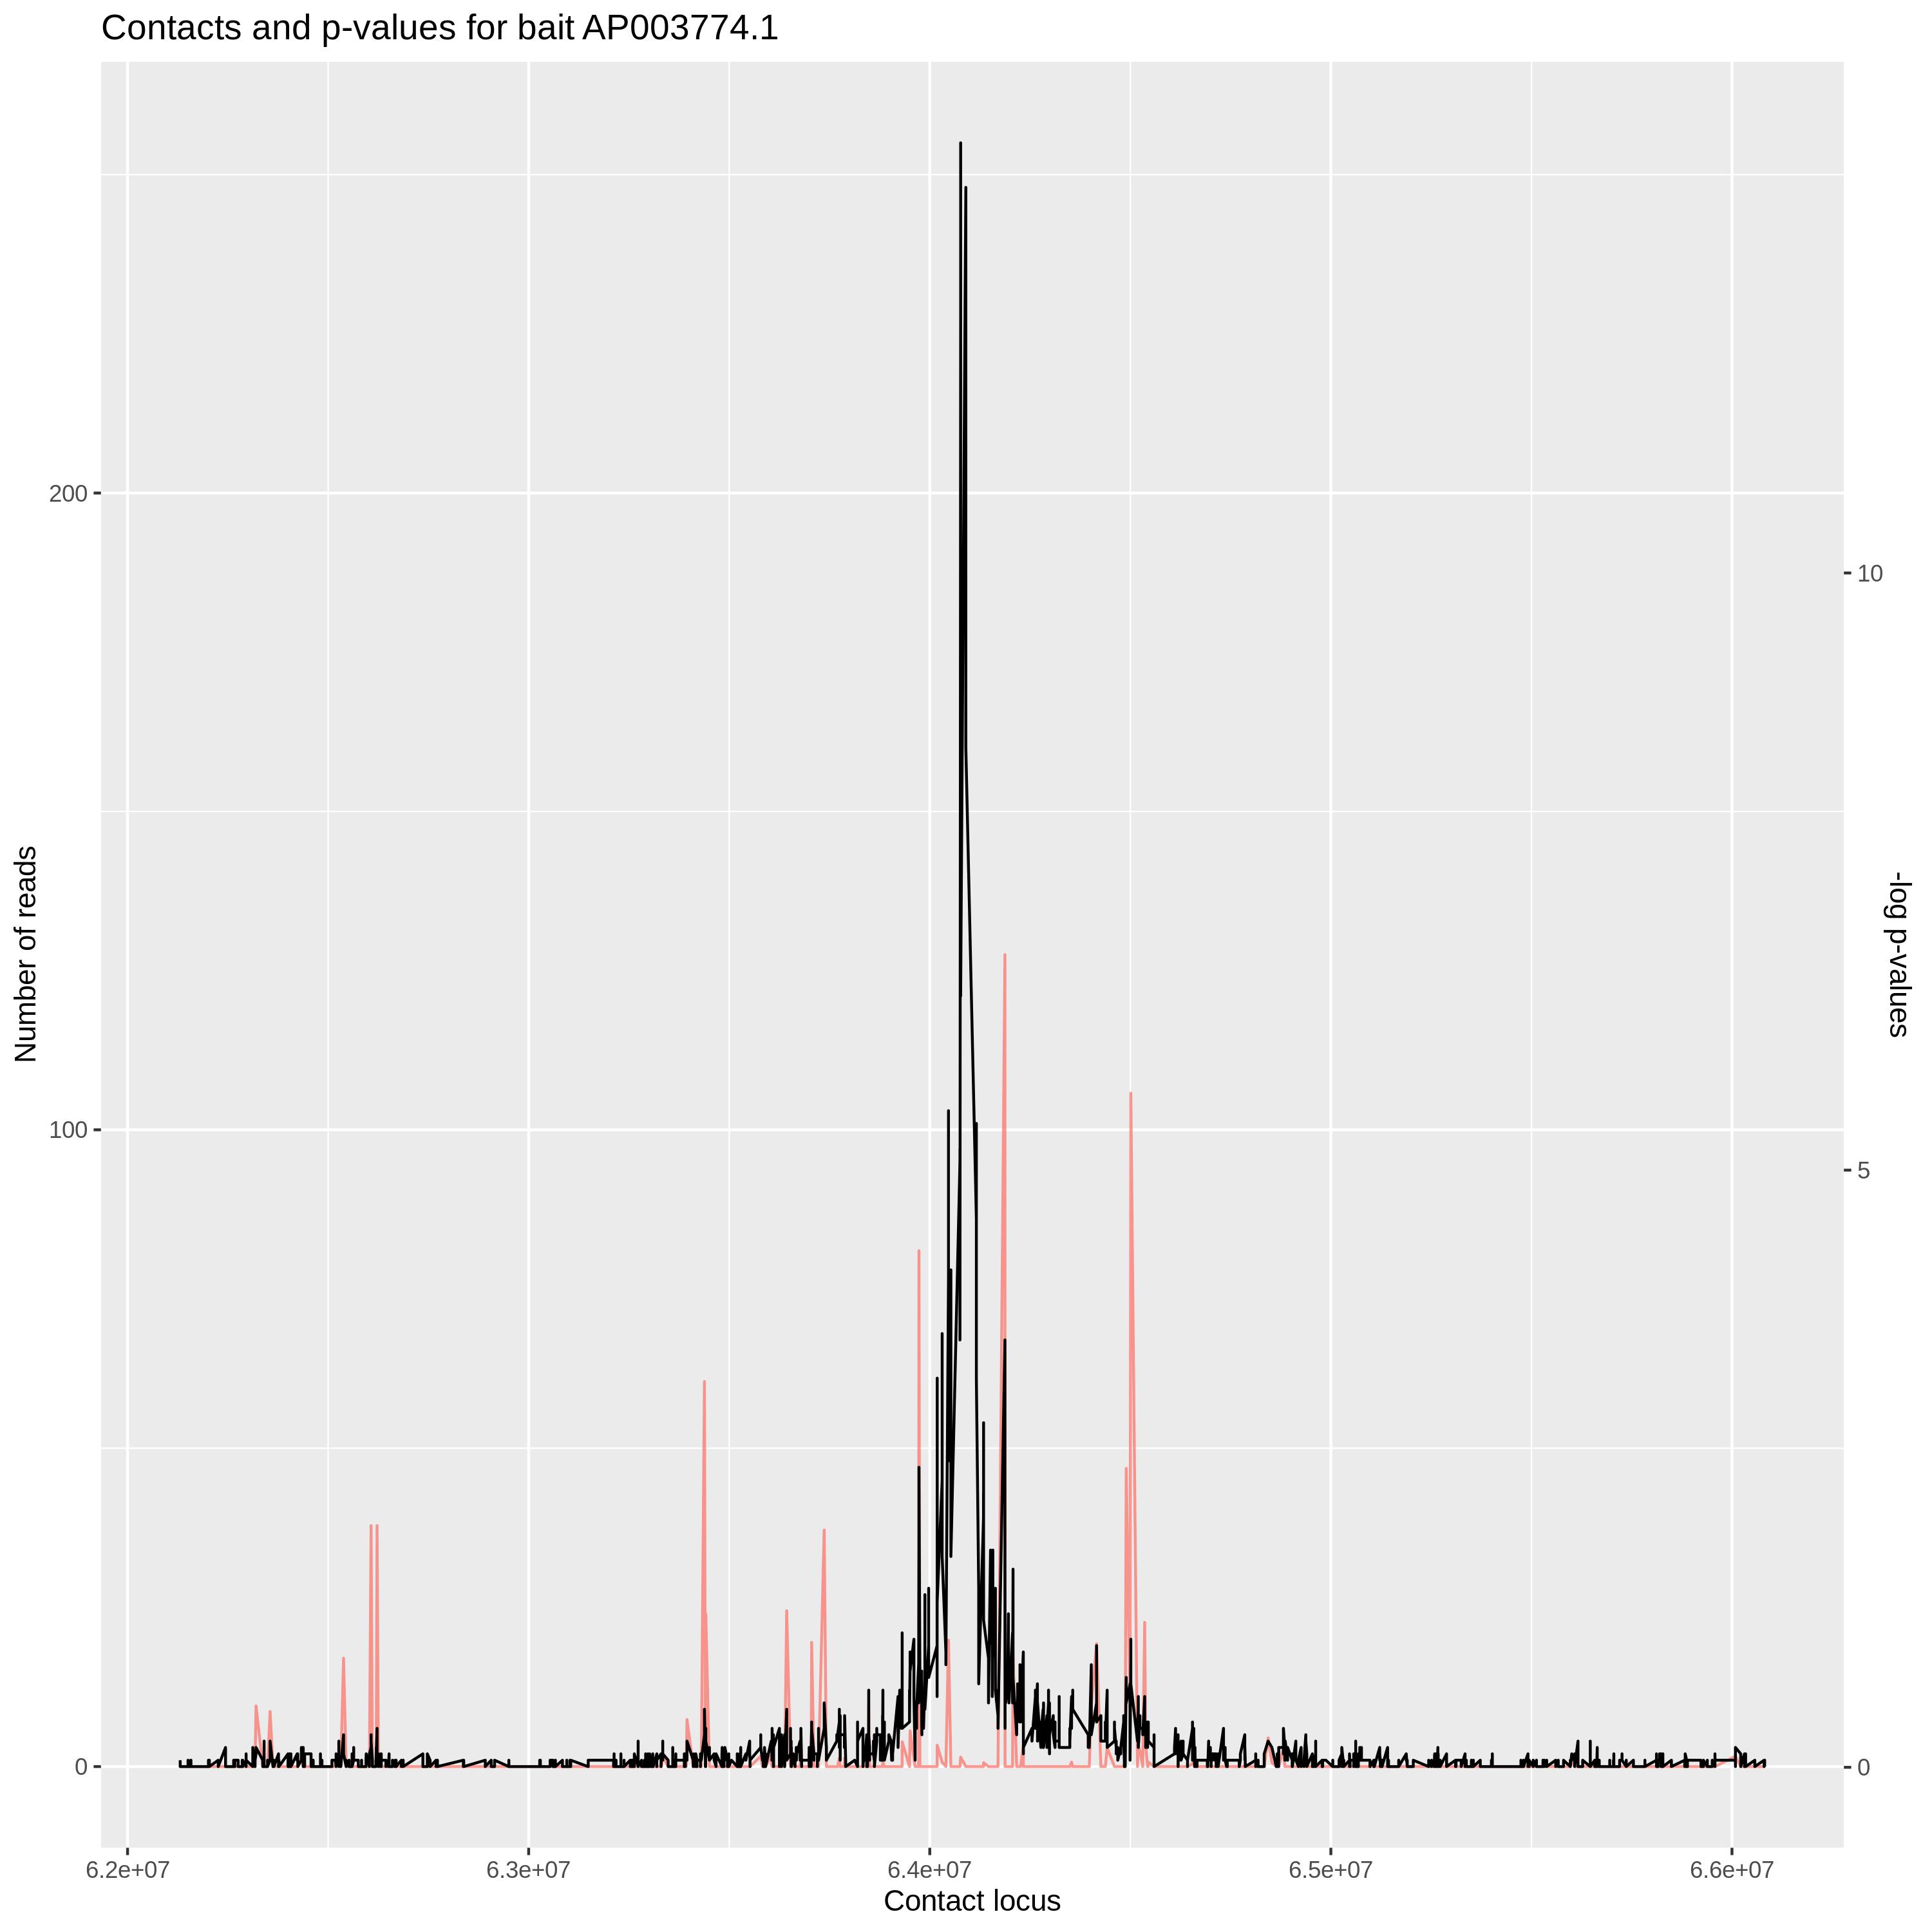 Contacts and p-values for bait AP003774.1
Number of reads
200
100
0
10
5
0
-log p-values
6.2e+07 6.3e+07 6.4e+07 6.5e+07 6.6e+07
Contact locus